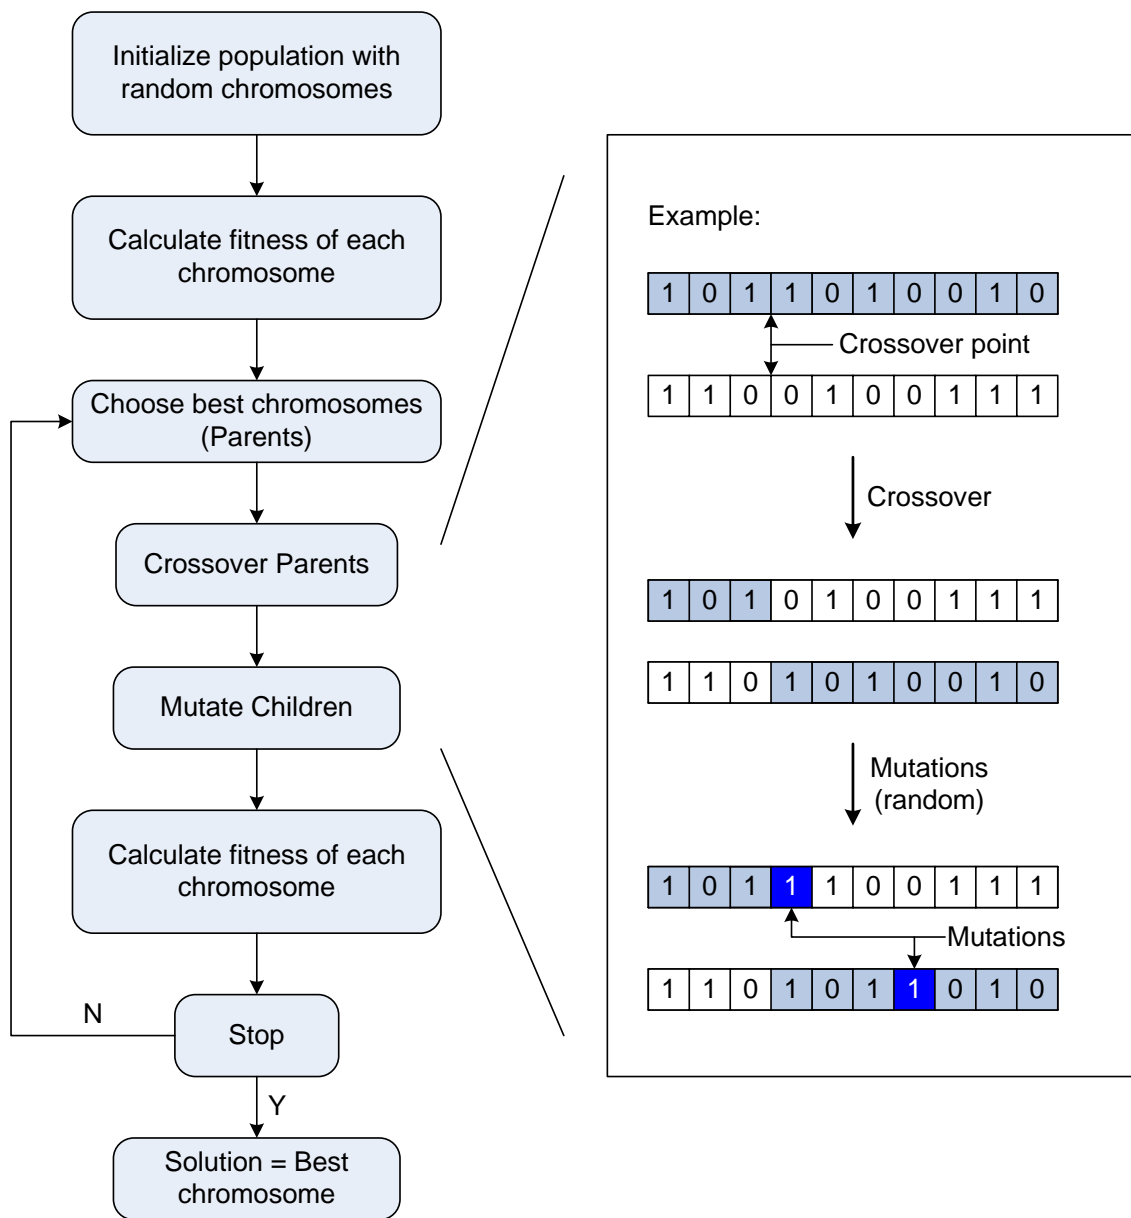 Initialize population with
random chromosomes
Calculate fitness of each
chromosome
Choose best chromosomes
(Parents)
Crossover Parents
Mutate Children
Calculate fitness of each
chromosome
N
Stop
Y
Solution = Best
chromosome
Example:
1 0 1 1 0 1 0 0 1 0
Crossover point
1 1 0 0 1 0 0 1 1 1
Crossover
1 0 1 0 1 0 0 1 1 1
1 1 0 1 0 1 0 0 1 0
Mutations
(random)
1 0 1 1 1 0 0 1 1 1
Mutations
1 1 0 1 0 1 1 0 1 0